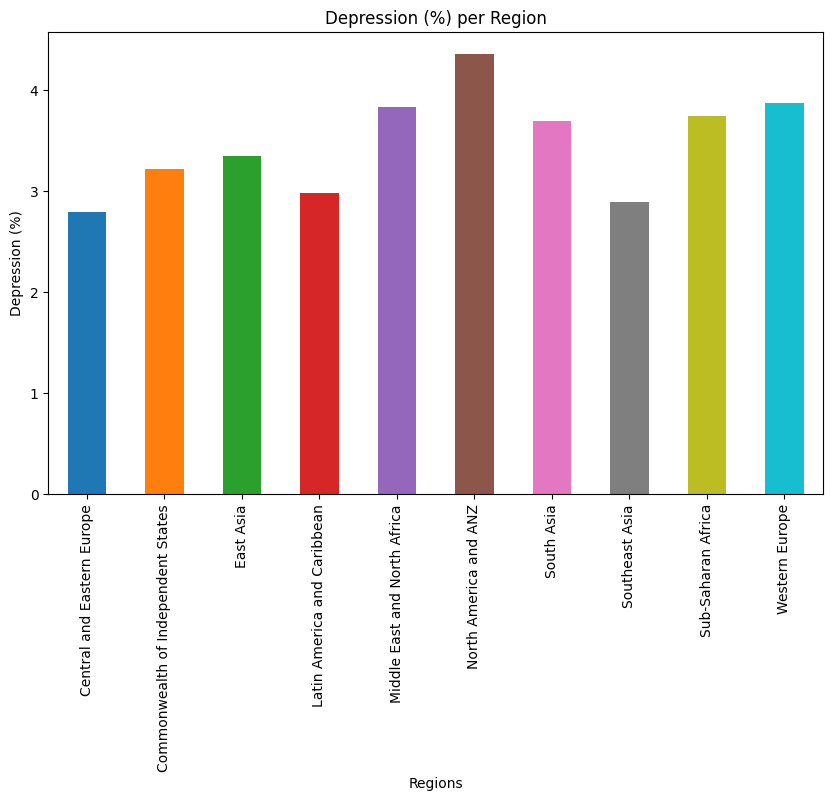 Depression (%) per Region
Depression (%)
4
3
2
1
0
Central and Eastern Europe
Commonwealth of Independent States
East Asia
Latin America and Caribbean
Middle East and North Africa
North America and ANZ
South Asia
Southeast Asia
Sub-Saharan Africa
Western Europe
Regions